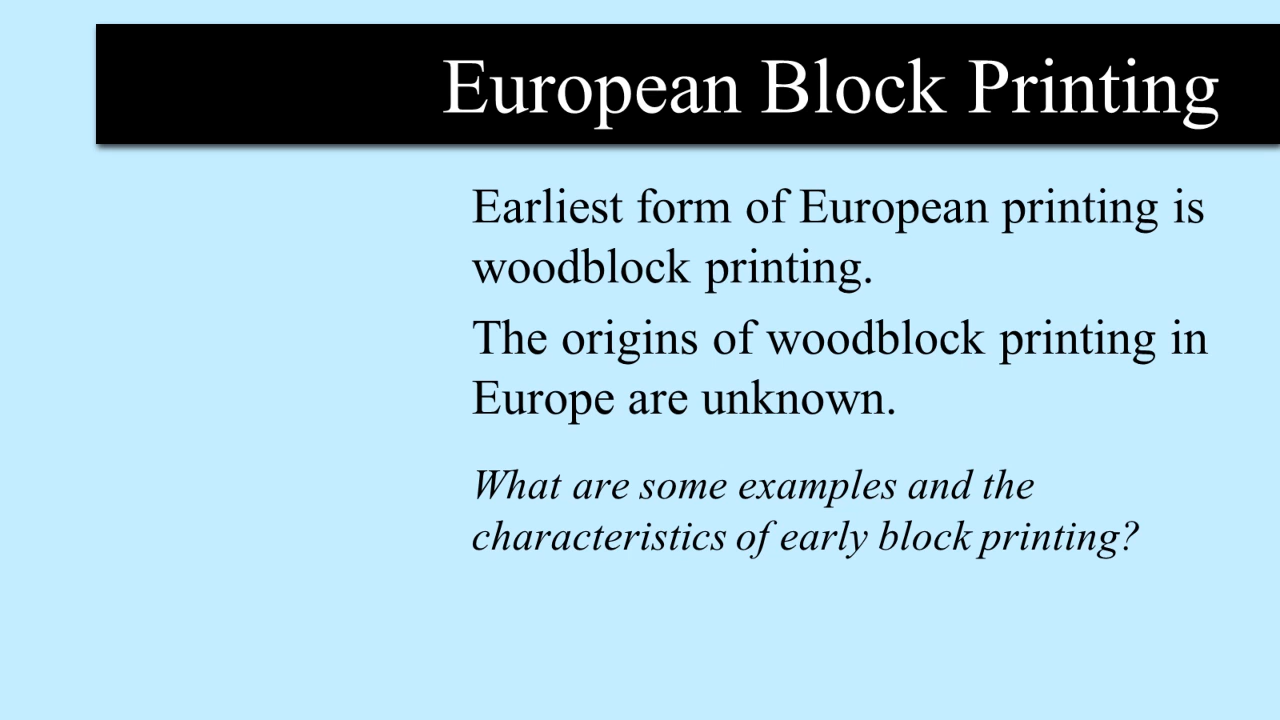 European Block Printing
Earliest form of European printing is
woodblock printing.
The origins of woodblock printing in
Europe are unknown.
What are some examples and the
characteristics of early block printing?